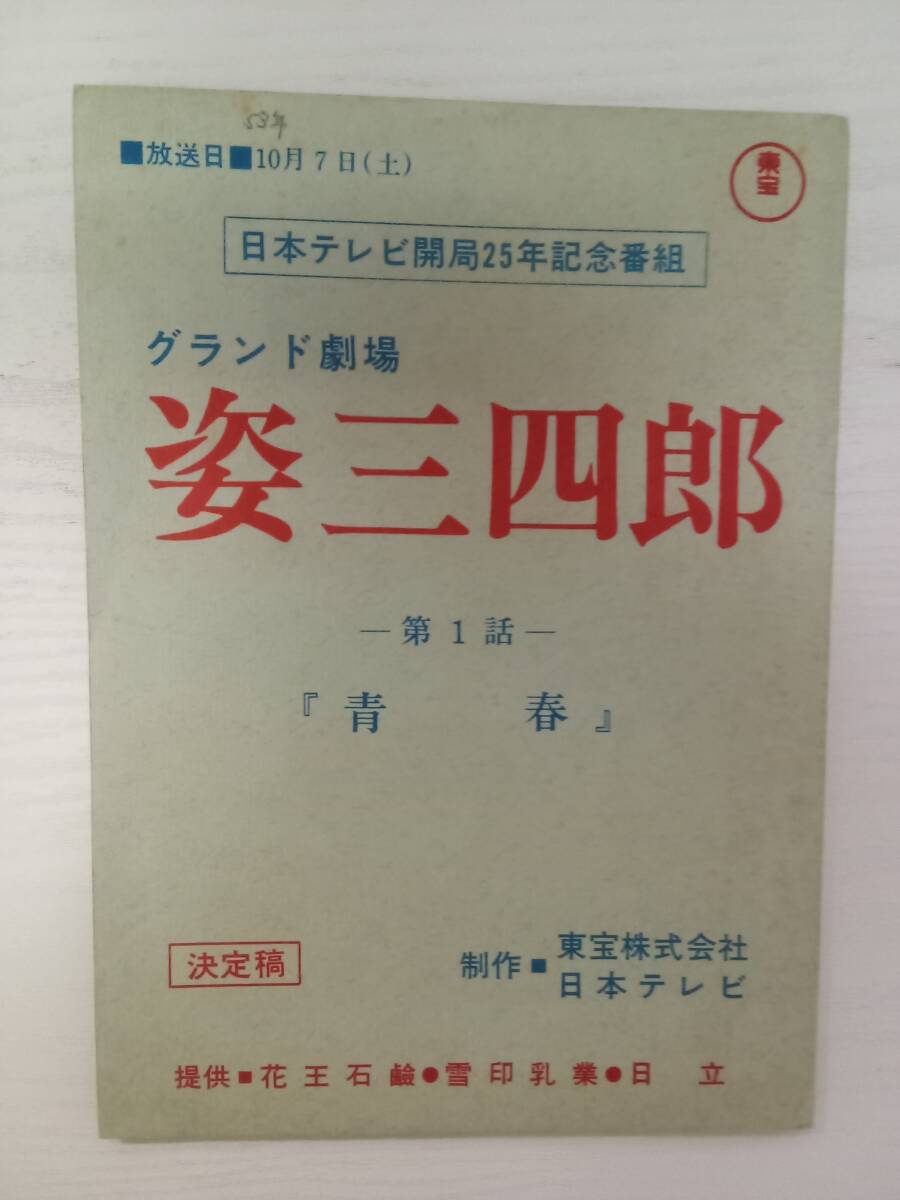 53年
■放送日■10月7日(土)
東宝
日本テレビ開局25年記念番組
グランド劇場
姿三四郎
—第1話—
『青春』
決定稿
制作■東宝株式会社
日本テレビ
提供■花王石鹼●雪印乳業●日立